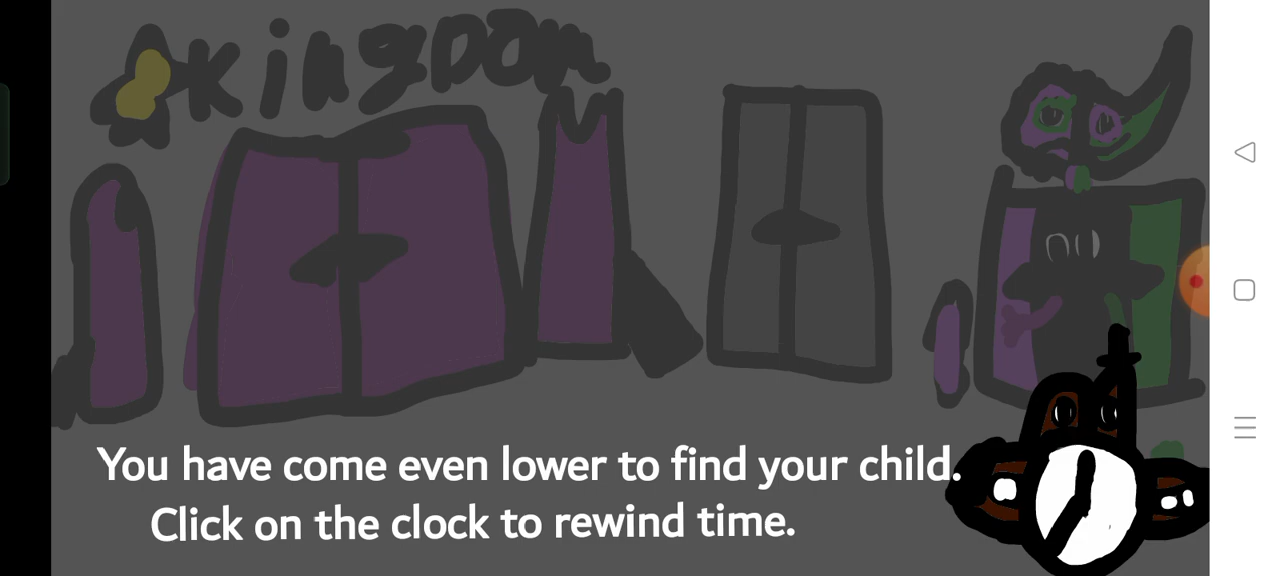 Kingdom
You have come even lower to find your child.
Click on the clock to rewind time.